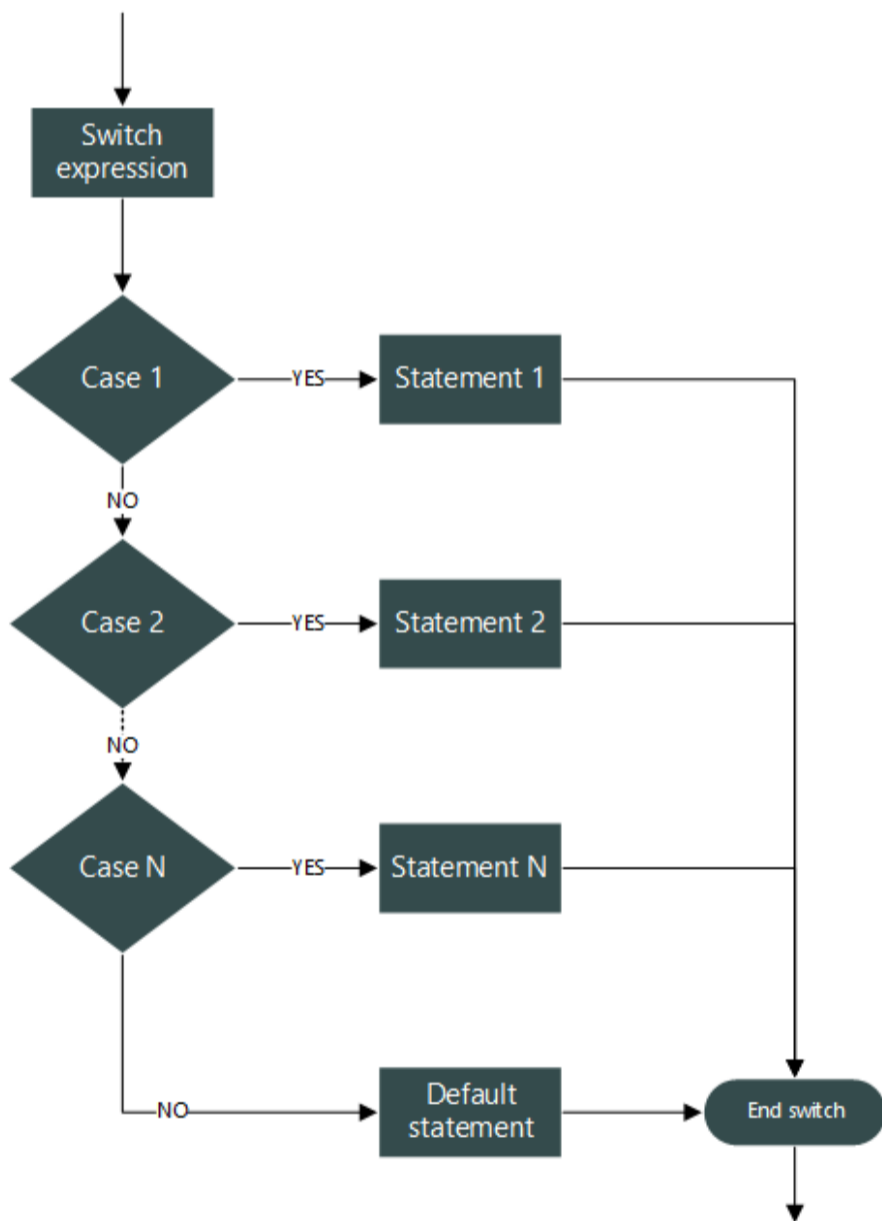 Switch
expression
Case 1
YES
Statement 1
NO
Case 2
YES
Statement 2
NO
Case N
YES
Statement N
NO
Default
statement
End switch